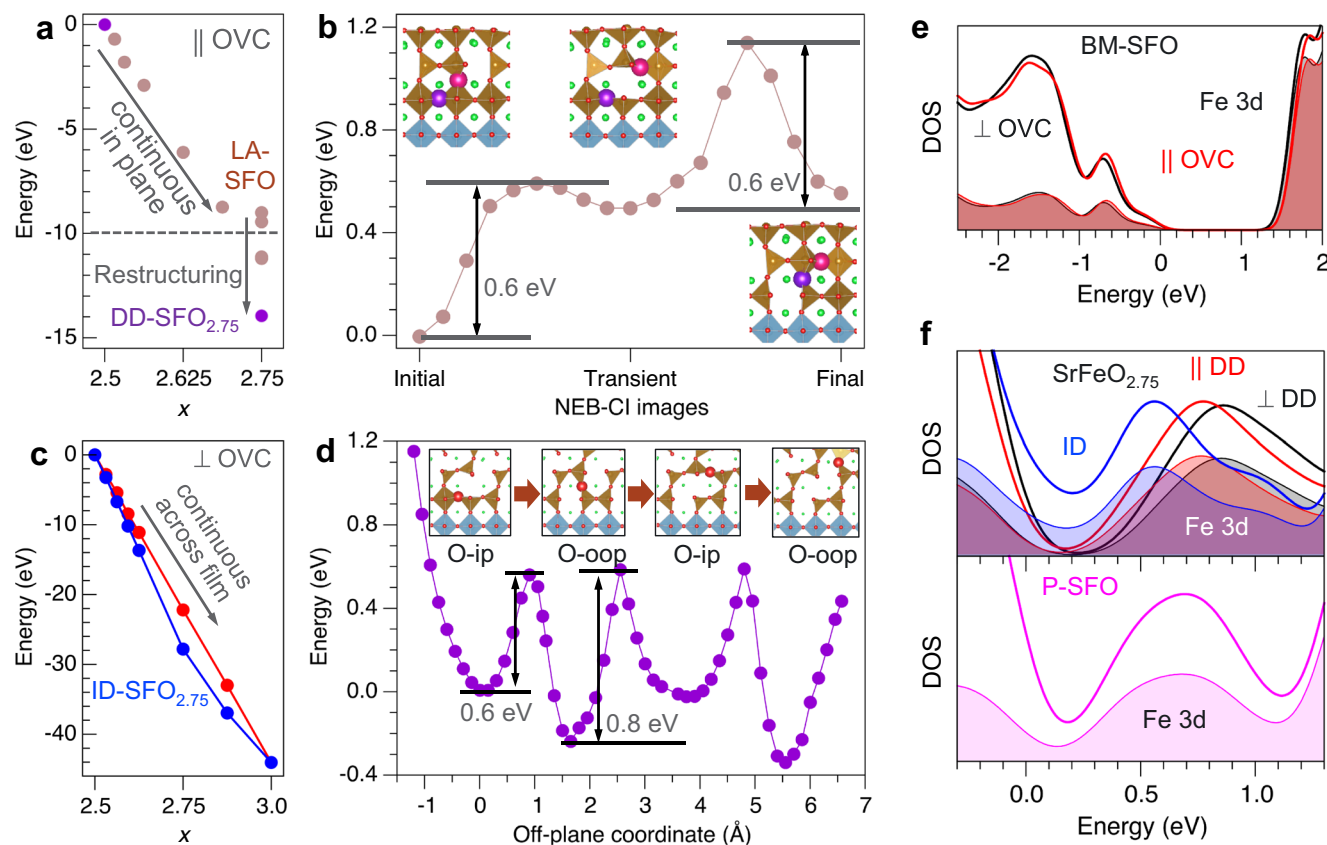 a
|| OVC
0
-5
-10
-15
Energy (eV)
continuous
in plane
LA-
SFO
Restructuring
DD-SFO2.75
2.5
2.625
2.75
x
b
1.2
0.8
0.4
0.0
Energy (eV)
0.6 eV
0.6 eV
Initial
Transient
Final
NEB-CI images
c
⊥ OVC
0
-10
-20
-30
-40
Energy (eV)
continuous
across film
ID-SFO2.75
2.5
2.75
3.0
x
d
1.2
0.8
0.4
0.0
-0.4
Energy (eV)
O-ip
O-oop
O-ip
O-oop
0.6 eV
0.8 eV
-1
0
1
2
3
4
5
6
7
Off-plane coordinate (Å)
e
BM-SFO
Fe 3d
⊥ OVC
|| OVC
DOS
-2
-1
0
1
2
Energy (eV)
f
SrFeO2.75
|| DD
⊥ DD
ID
Fe 3d
DOS
P-SFO
Fe 3d
DOS
0.0
0.5
1.0
Energy (eV)